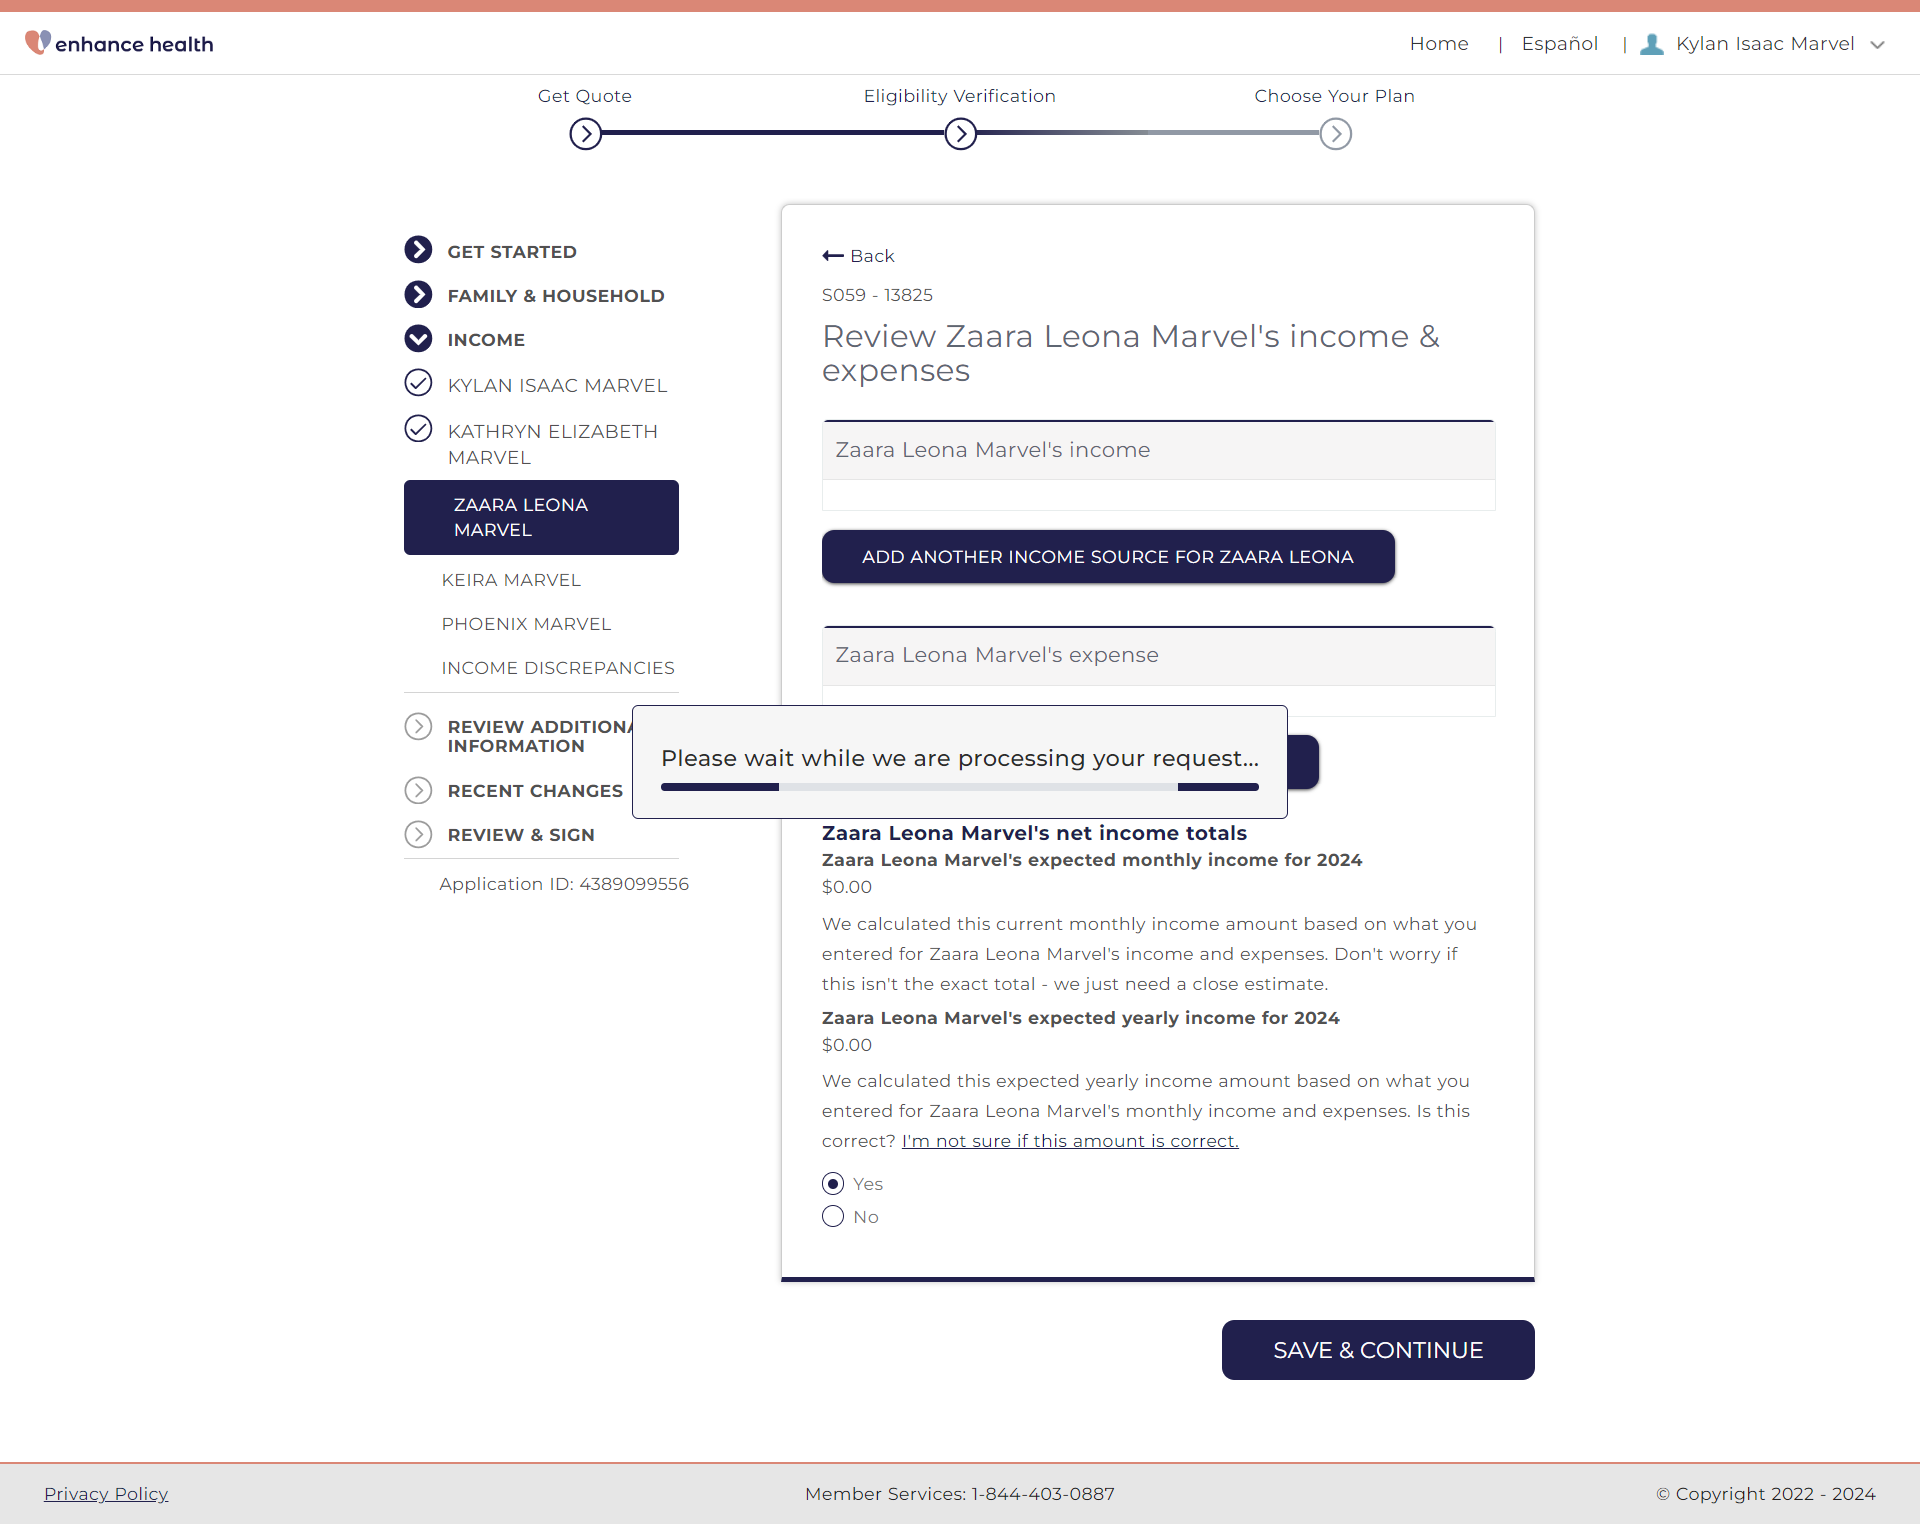 enhance health
Home | Español | Kylan Isaac Marvel
Get Quote
Eligibility Verification
Choose Your Plan
GET STARTED
FAMILY & HOUSEHOLD
INCOME
KYLAN ISAAC MARVEL
KATHRYN ELIZABETH
MARVEL
ZAARA LEONA
MARVEL
KEIRA MARVEL
PHOENIX MARVEL
INCOME DISCREPANCIES
REVIEW ADDITIONA
INFORMATION
RECENT CHANGES
REVIEW & SIGN
Application ID: 4389099556
Back
S059 - 13825
Review Zaara Leona Marvel's income &
expenses
Zaara Leona Marvel's income
ADD ANOTHER INCOME SOURCE FOR ZAARA LEONA
Zaara Leona Marvel's expense
Please wait while we are processing your request...
Zaara Leona Marvel's net income totals
Zaara Leona Marvel's expected monthly income for 2024
$0.00
We calculated this current monthly income amount based on what you
entered for Zaara Leona Marvel's income and expenses. Don't worry if
this isn't the exact total - we just need a close estimate.
Zaara Leona Marvel's expected yearly income for 2024
$0.00
We calculated this expected yearly income amount based on what you
entered for Zaara Leona Marvel's monthly income and expenses. Is this
correct? I'm not sure if this amount is correct.
Yes
No
SAVE & CONTINUE
Privacy Policy
Member Services: 1-844-403-0887
© Copyright 2022 - 2024